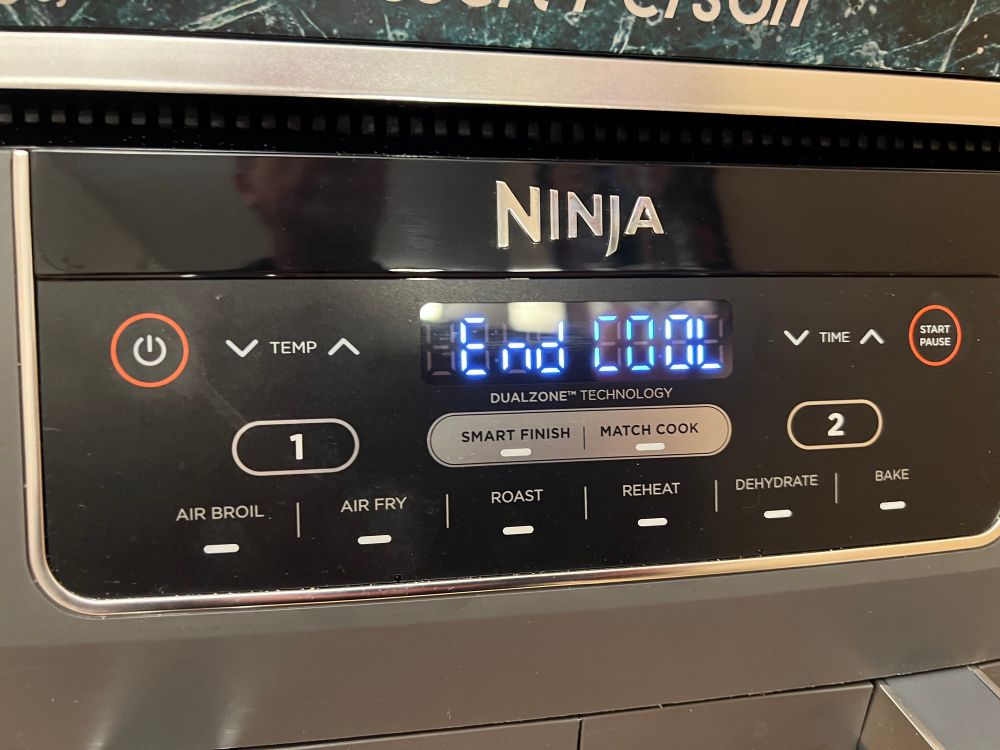 Person
NINJA
TEMP
End COOL
TIME
START
PAUSE
DUALZONE™ TECHNOLOGY
SMART FINISH
MATCH COOK
1
2
AIR BROIL
AIR FRY
ROAST
REHEAT
DEHYDRATE
BAKE